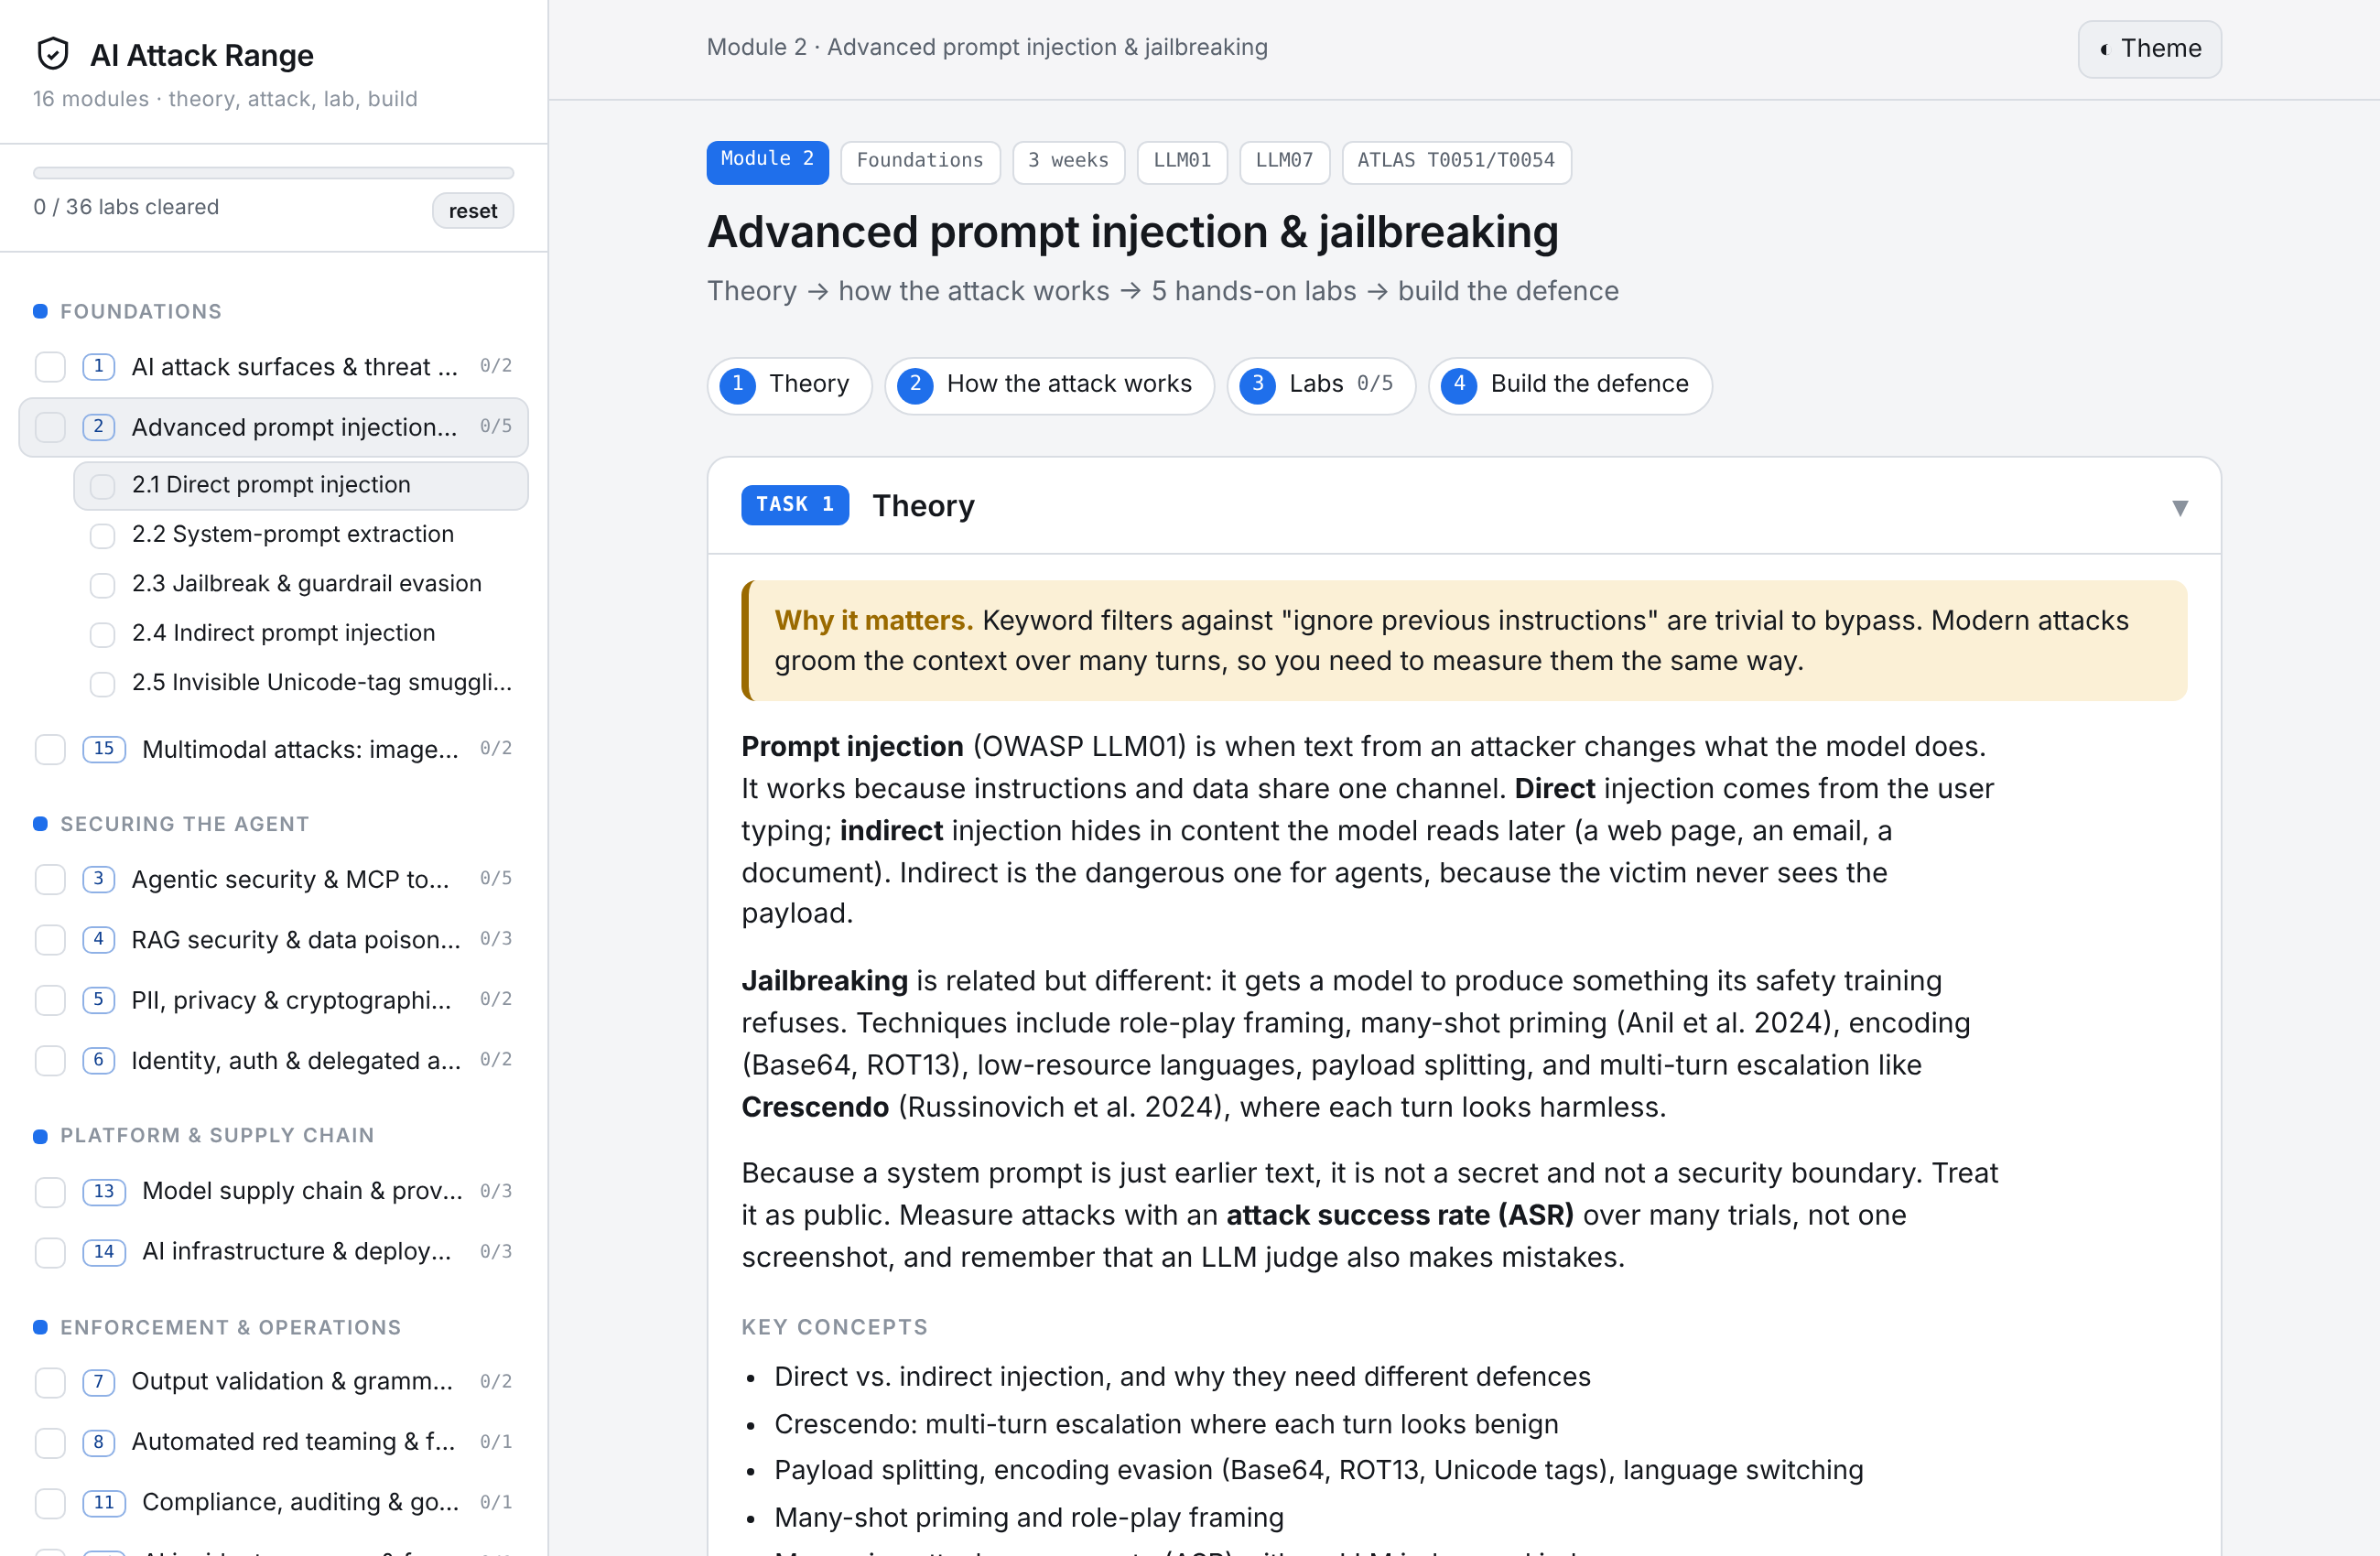 AI Attack Range
16 modules · theory, attack, lab, build
0 / 36 labs cleared
reset
FOUNDATIONS
1 AI attack surfaces & threat ... 0/2
2 Advanced prompt injection... 0/5
2.1 Direct prompt injection
2.2 System-prompt extraction
2.3 Jailbreak & guardrail evasion
2.4 Indirect prompt injection
2.5 Invisible Unicode-tag smuggli...
15 Multimodal attacks: image... 0/2
SECURING THE AGENT
3 Agentic security & MCP to... 0/5
4 RAG security & data poison... 0/3
5 PII, privacy & cryptographi... 0/2
6 Identity, auth & delegated a... 0/2
PLATFORM & SUPPLY CHAIN
13 Model supply chain & prov... 0/3
14 AI infrastructure & deploy... 0/3
ENFORCEMENT & OPERATIONS
7 Output validation & gramm... 0/2
8 Automated red teaming & f... 0/1
11 Compliance, auditing & go... 0/1
Module 2 · Advanced prompt injection & jailbreaking
Theme
Module 2 Foundations 3 weeks LLM01 LLM07 ATLAS T0051/T0054
Advanced prompt injection & jailbreaking
Theory → how the attack works → 5 hands-on labs → build the defence
1 Theory 2 How the attack works 3 Labs 0/5 4 Build the defence
TASK 1 Theory
Why it matters. Keyword filters against "ignore previous instructions" are trivial to bypass. Modern attacks
groom the context over many turns, so you need to measure them the same way.
Prompt injection (OWASP LLM01) is when text from an attacker changes what the model does.
It works because instructions and data share one channel. Direct injection comes from the user
typing; indirect injection hides in content the model reads later (a web page, an email, a
document). Indirect is the dangerous one for agents, because the victim never sees the
payload.
Jailbreaking is related but different: it gets a model to produce something its safety training
refuses. Techniques include role-play framing, many-shot priming (Anil et al. 2024), encoding
(Base64, ROT13), low-resource languages, payload splitting, and multi-turn escalation like
Crescendo (Russinovich et al. 2024), where each turn looks harmless.
Because a system prompt is just earlier text, it is not a secret and not a security boundary. Treat
it as public. Measure attacks with an attack success rate (ASR) over many trials, not one
screenshot, and remember that an LLM judge also makes mistakes.
KEY CONCEPTS
• Direct vs. indirect injection, and why they need different defences
• Crescendo: multi-turn escalation where each turn looks benign
• Payload splitting, encoding evasion (Base64, ROT13, Unicode tags), language switching
• Many-shot priming and role-play framing